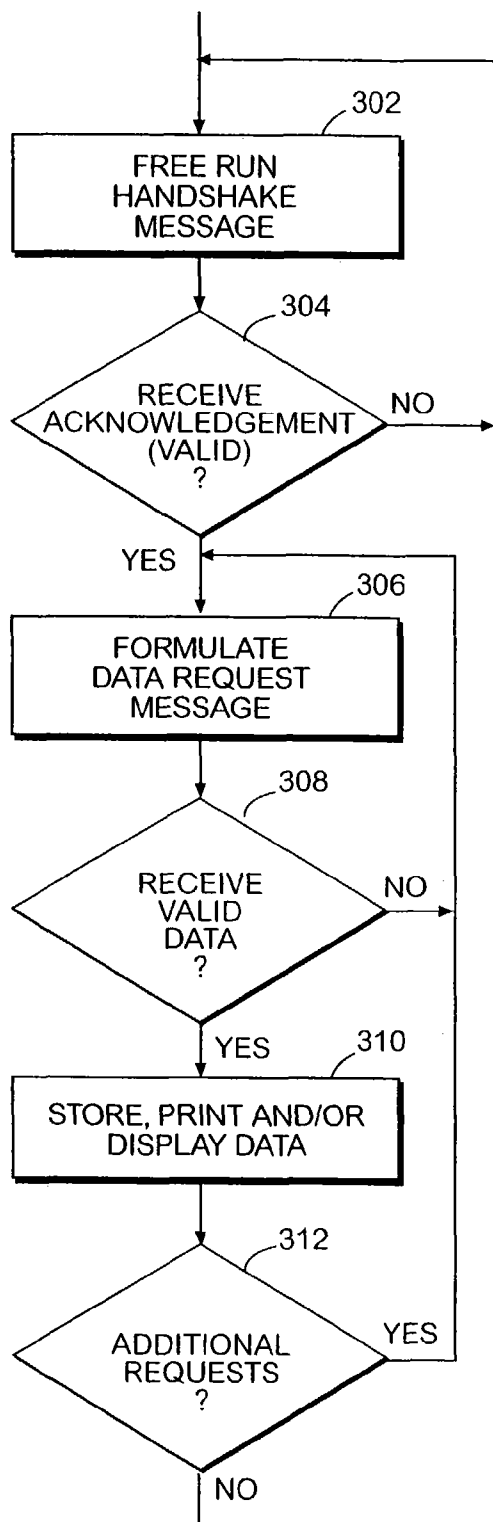 302
FREE RUN
HANDSHAKE
MESSAGE
304
RECEIVE
ACKNOWLEDGEMENT
(VALID)
?
NO
YES
306
FORMULATE
DATA REQUEST
MESSAGE
308
RECEIVE
VALID
DATA
?
NO
YES
310
STORE, PRINT AND/OR
DISPLAY DATA
312
ADDITIONAL
REQUESTS
?
YES
NO